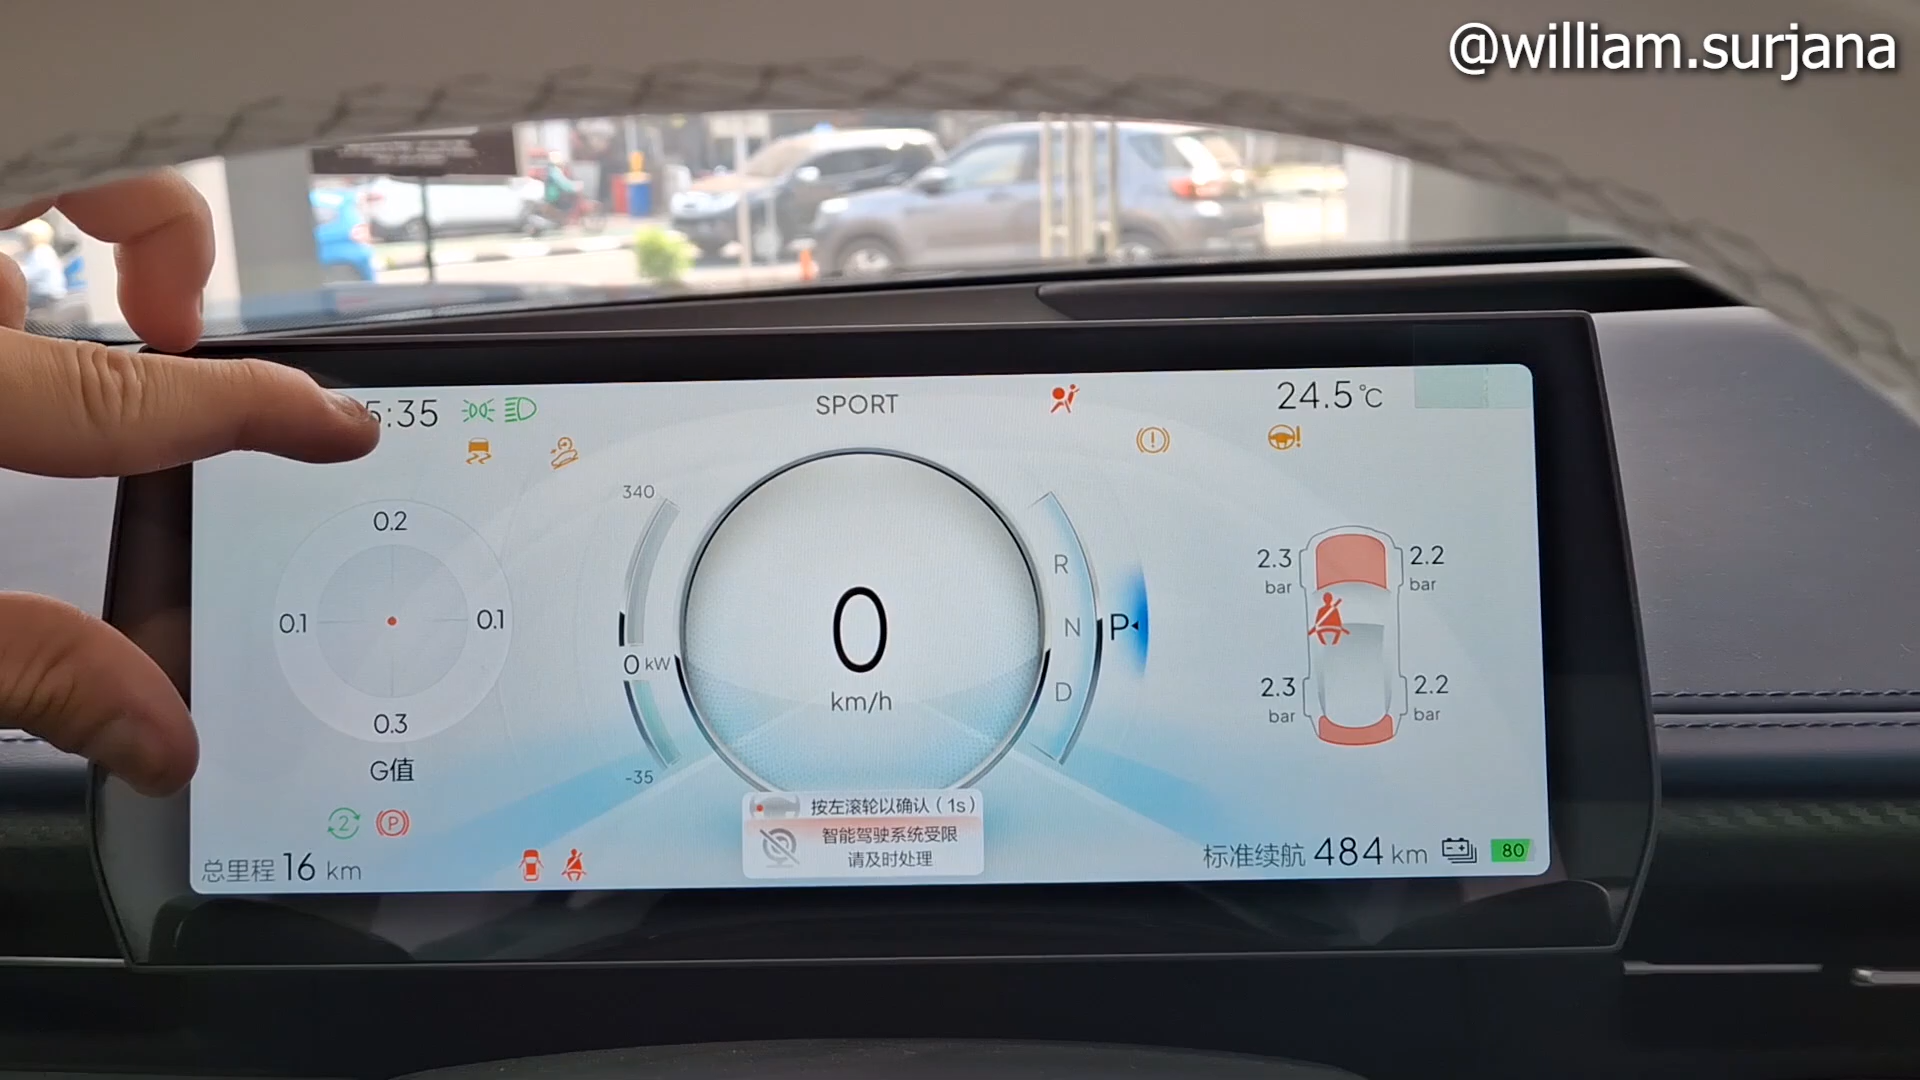 @william.surjana
5:35
SPORT
24.5°C
340
0 kW
-35
0.2
0.1
0.1
0.3
G值
0
km/h
R
N
P
D
2.3
bar
2.2
bar
2.3
bar
2.2
bar
2
P
总里程 16 km
按左滚轮以确认（1s）
智能驾驶系统受限
请及时处理
标准续航 484 km
80